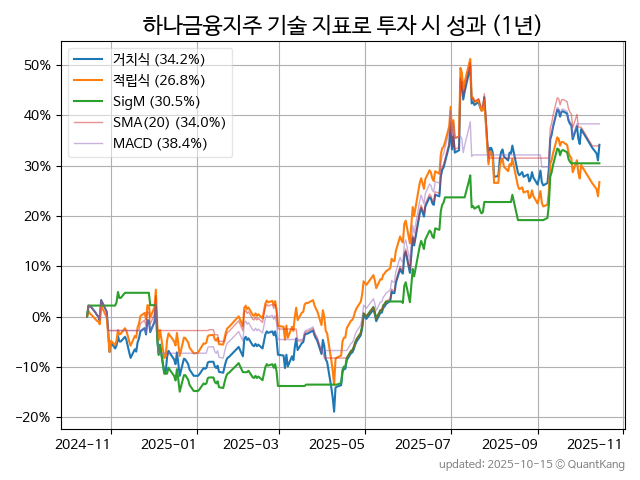 하나금융지주 기술 지표로 투자 시 성과 (1년)
거치식 (34.2%)
적립식 (26.8%)
SigM (30.5%)
SMA(20) (34.0%)
MACD (38.4%)
50%
40%
30%
20%
10%
0%
−10%
−20%
2024-11
2025-01
2025-03
2025-05
2025-07
2025-09
2025-11
updated: 2025-10-15 © QuantKang